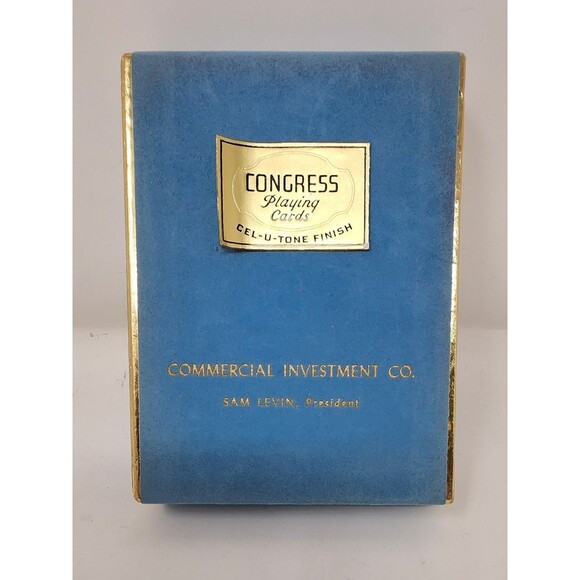 CONGRESS
Playing
Cards
CEL-U-TONE FINISH
COMMERCIAL INVESTMENT CO.
SAM LEVIN, President